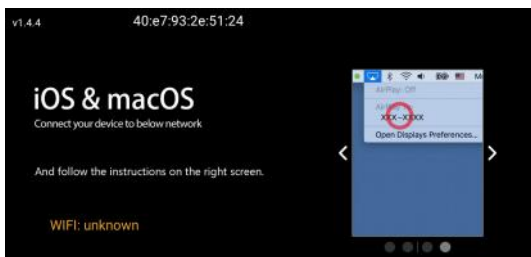 v1.4.4
40:e7:93:2e:51:24
iOS & macOS
Connect your device to below network
And follow the instructions on the right screen.
WIFI: unknown
AirPlay: Off
XXX-XXXX
Open Displays Preferences...